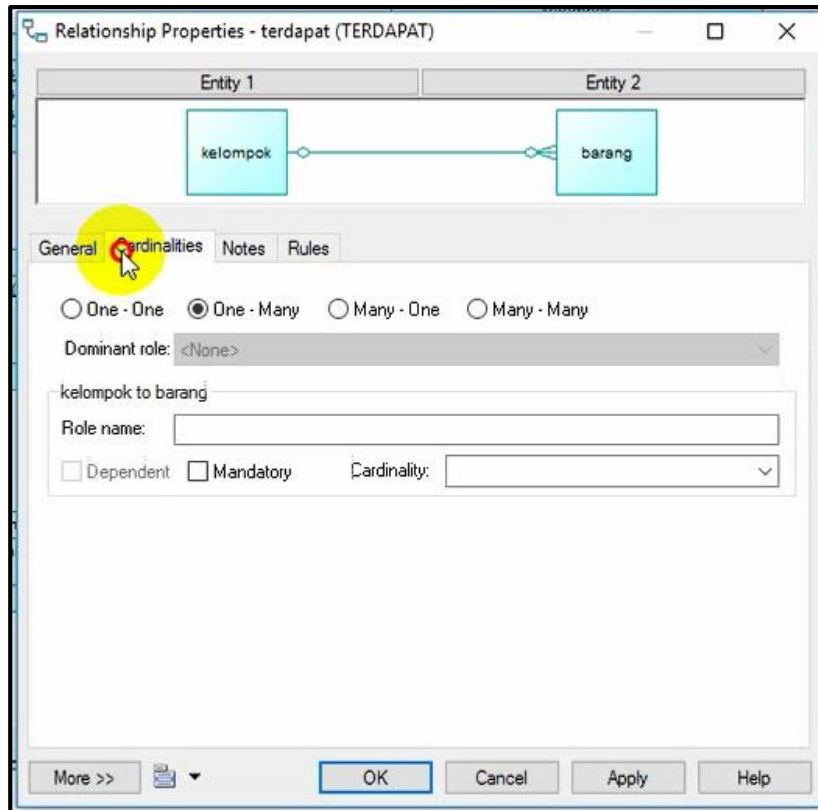 Relationship Properties - terdapat (TERDAPAT)
Entity 1 Entity 2
kelompok barang
General Cardinalities Notes Rules
One - One One - Many Many - One Many - Many
Dominant role: <None>
kelompok to barang
Role name:
Dependent Mandatory Cardinality:
More >> OK Cancel Apply Help